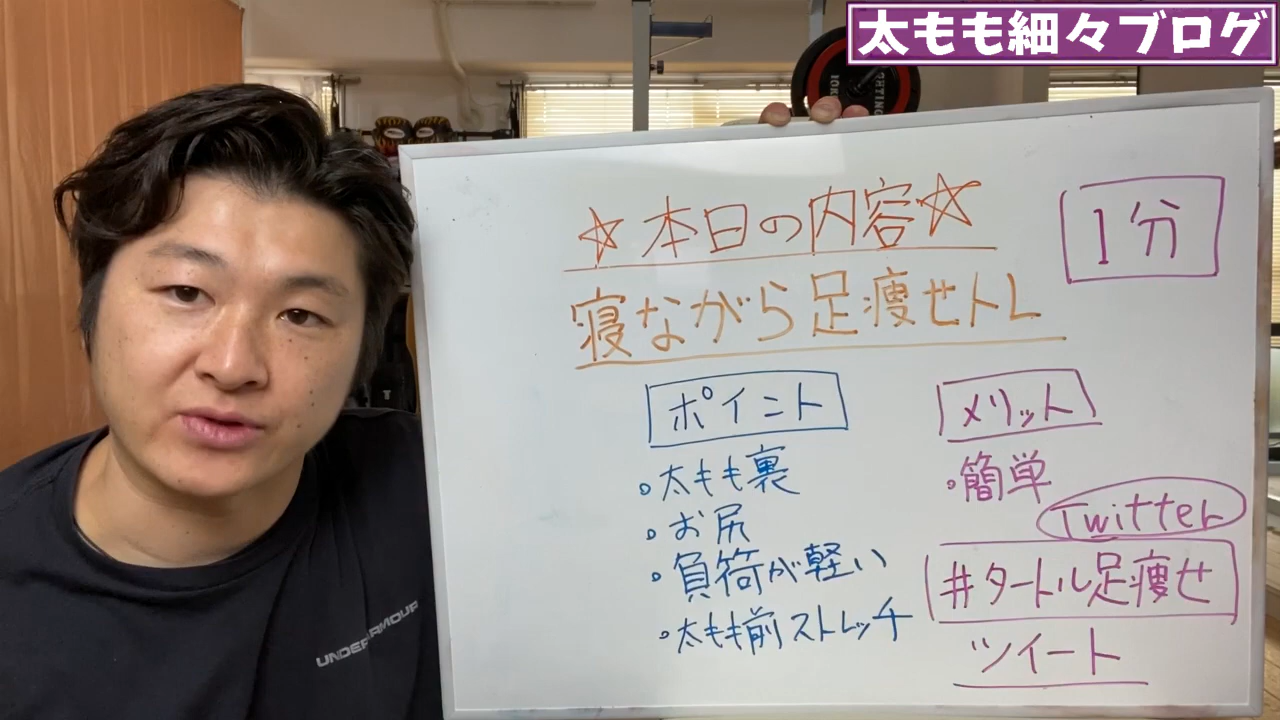 太もも細々ブログ
☆本日の内容☆
1分
寝ながら足痩せトレ
ポイント
・太もも裏
・お尻
・負荷が軽い
・太もも前ストレッチ
メリット
・簡単
Twitter
#タートル足痩せ
ツイート
UNDER ARMOUR